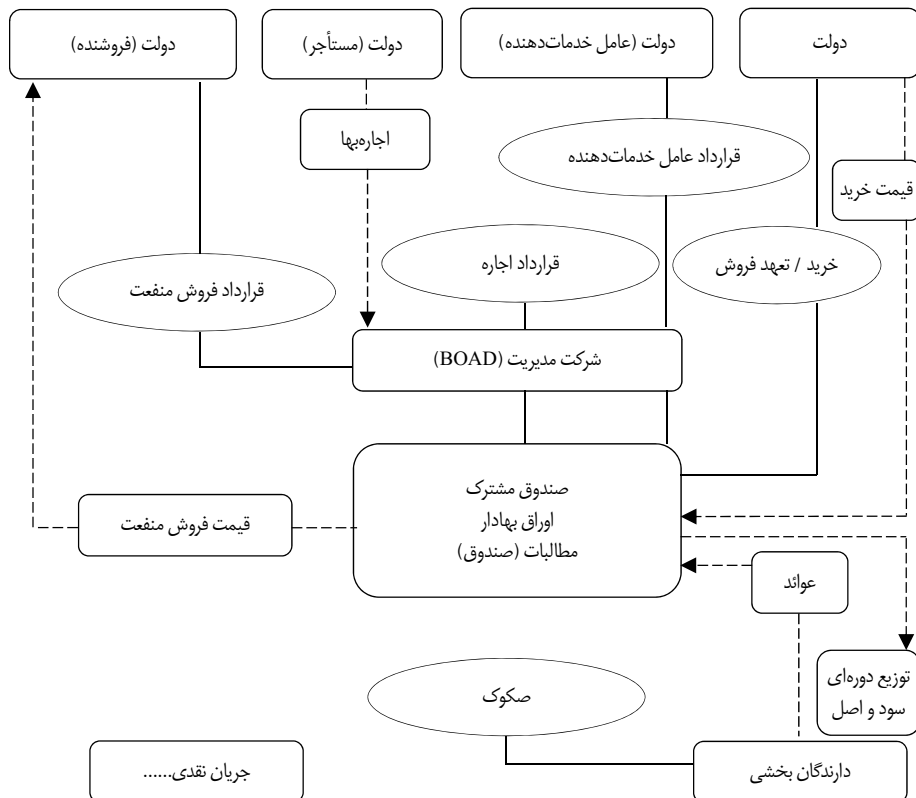 دولت
دولت (عامل خدمات‌دهنده)
دولت (مستأجر)
دولت (فروشنده)
اجاره‌بها
قرارداد عامل خدمات‌دهنده
قیمت خرید
خرید / تعهد فروش
قرارداد اجاره
قرارداد فروش منفعت
شرکت مدیریت (BOAD)
صندوق مشترک
اوراق بهادار
مطالبات (صندوق)
قیمت فروش منفعت
عوائد
توزیع دوره‌ای
سود و اصل
صکوک
دارندگان بخشی
جریان نقدی......